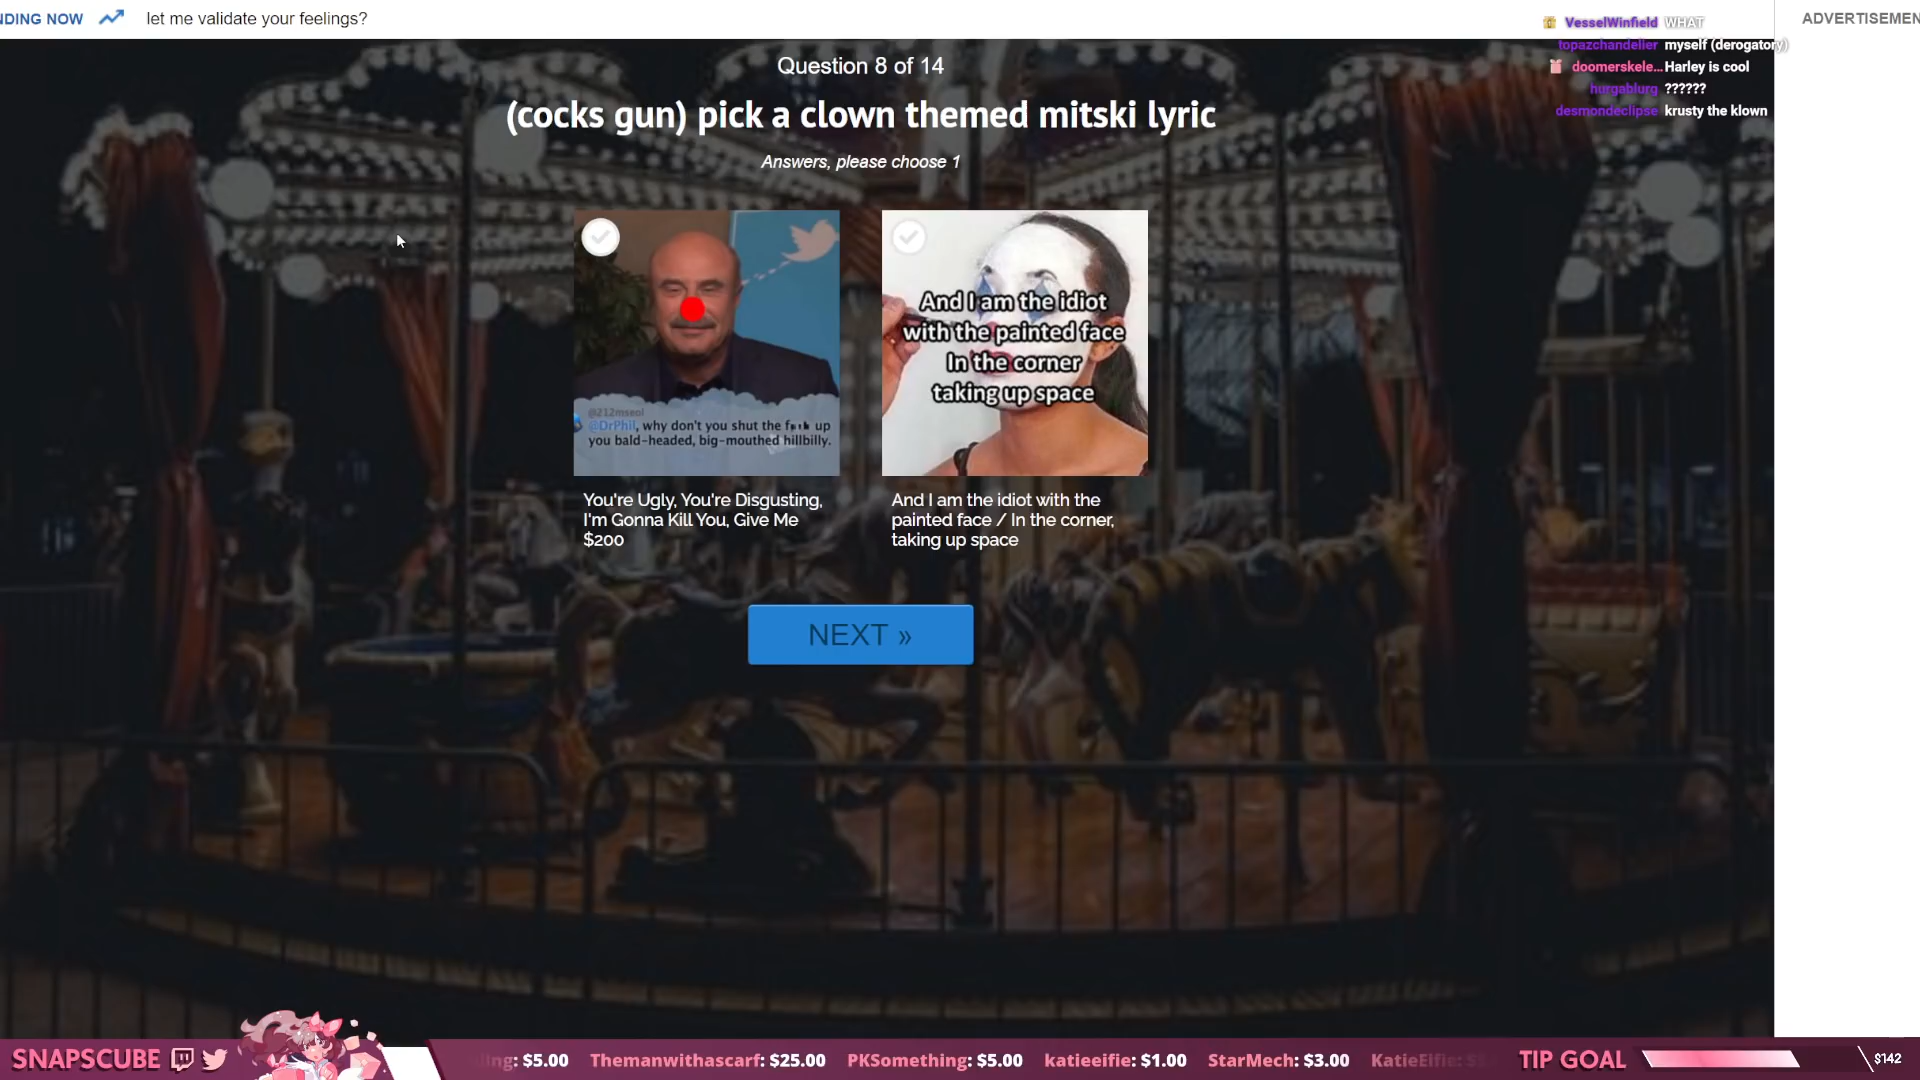 NDING NOW let me validate your feelings?
ADVERTISEMEN
VesselWinfield WHAT
topazchandelier myself (derogatory)
doomerskele... Harley is cool
hurgablurg ??????
desmondeclipse krusty the klown
Question 8 of 14
(cocks gun) pick a clown themed mitski lyric
Answers, please choose 1
@212mseoi
@DrPhil, why don't you shut the f**k up
you bald-headed, big-mouthed hillbilly.
And I am the idiot
with the painted face
In the corner
taking up space
You're Ugly, You're Disgusting,
I'm Gonna Kill You, Give Me
$200
And I am the idiot with the
painted face / In the corner,
taking up space
NEXT »
SNAPSCUBE
ing: $5.00 Themanwithascarf: $25.00 PKSomething: $5.00 katieeifie: $1.00 StarMech: $3.00 KatieEifie:
TIP GOAL
$142